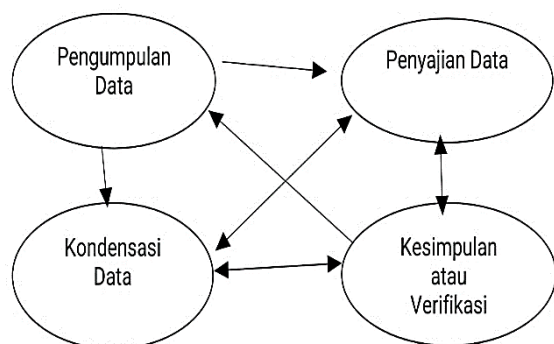 Pengumpulan
Data
Penyajian Data
Kondensasi
Data
Kesimpulan
atau
Verifikasi